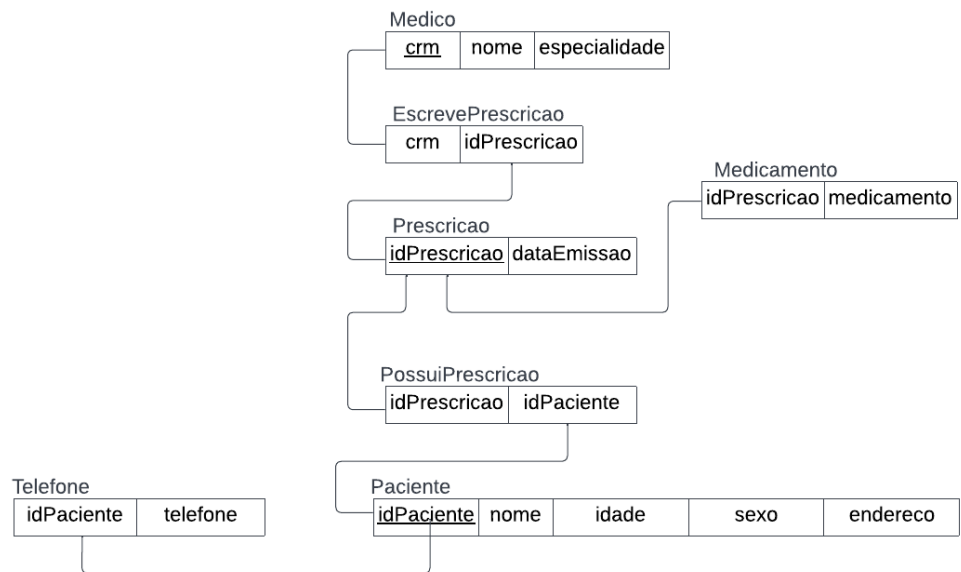 Medico
crm nome especialidade
EscrevePrescricao
crm idPrescricao
Medicamento
idPrescricao medicamento
Prescricao
idPrescricao dataEmissao
PossuiPrescricao
idPrescricao idPaciente
Telefone
idPaciente telefone
Paciente
idPaciente nome idade sexo endereco